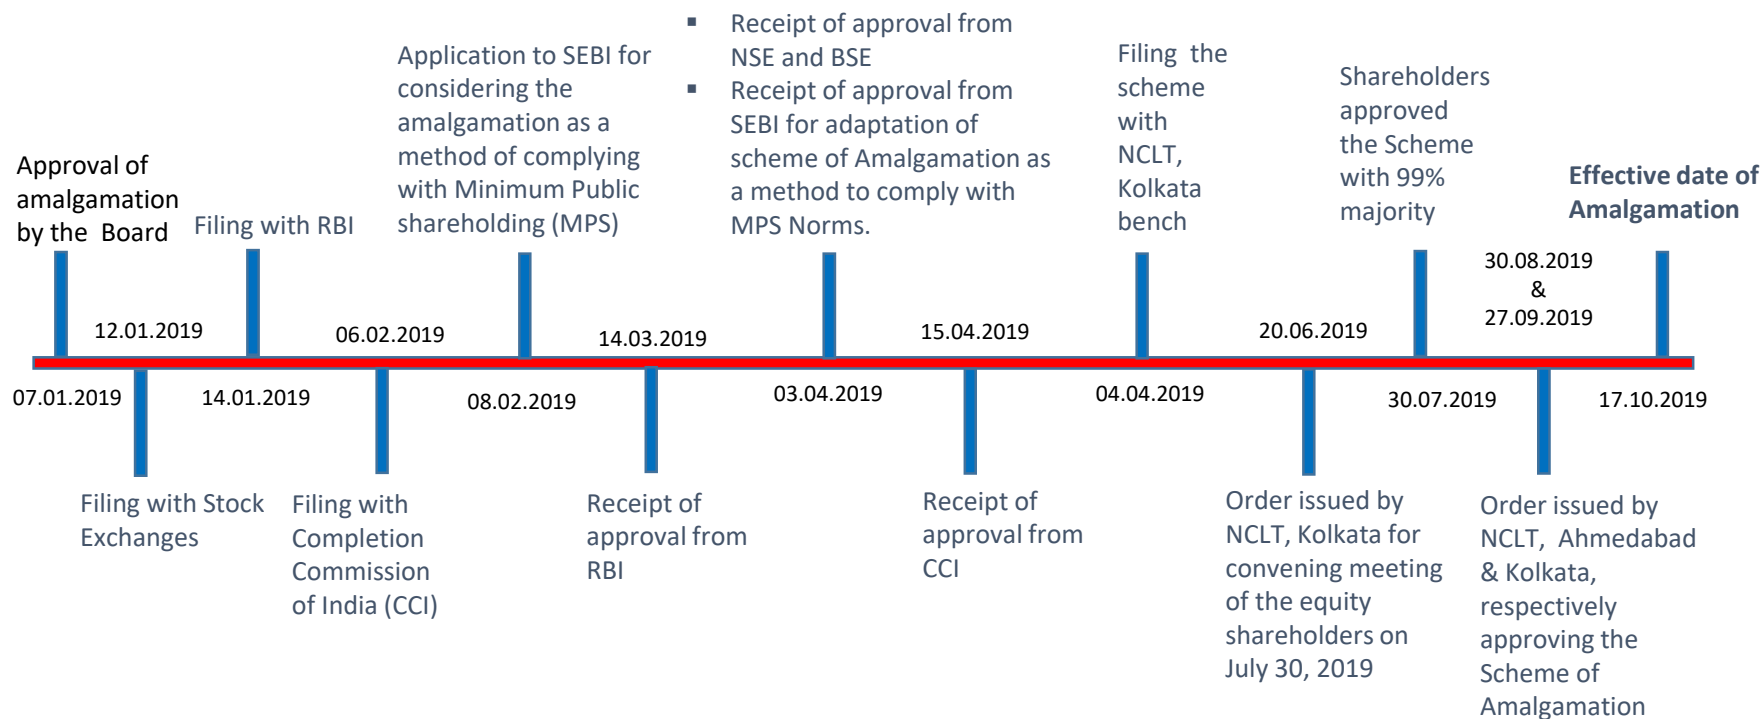 Approval of
amalgamation
by the Board
Filing with RBI
Application to SEBI for
considering the
amalgamation as a
method of complying
with Minimum Public
shareholding (MPS)
▪ Receipt of approval from
NSE and BSE
▪ Receipt of approval from
SEBI for adaptation of
scheme of Amalgamation as
a method to comply with
MPS Norms.
Filing the
scheme
with
NCLT,
Kolkata
bench
Shareholders
approved
the Scheme
with 99%
majority
Effective date of
Amalgamation
12.01.2019
06.02.2019
14.03.2019
15.04.2019
20.06.2019
30.08.2019
&
27.09.2019
07.01.2019
14.01.2019
08.02.2019
03.04.2019
04.04.2019
30.07.2019
17.10.2019
Filing with Stock
Exchanges
Filing with
Completion
Commission
of India (CCI)
Receipt of
approval from
RBI
Receipt of
approval from
CCI
Order issued by
NCLT, Kolkata for
convening meeting
of the equity
shareholders on
July 30, 2019
Order issued by
NCLT, Ahmedabad
& Kolkata,
respectively
approving the
Scheme of
Amalgamation